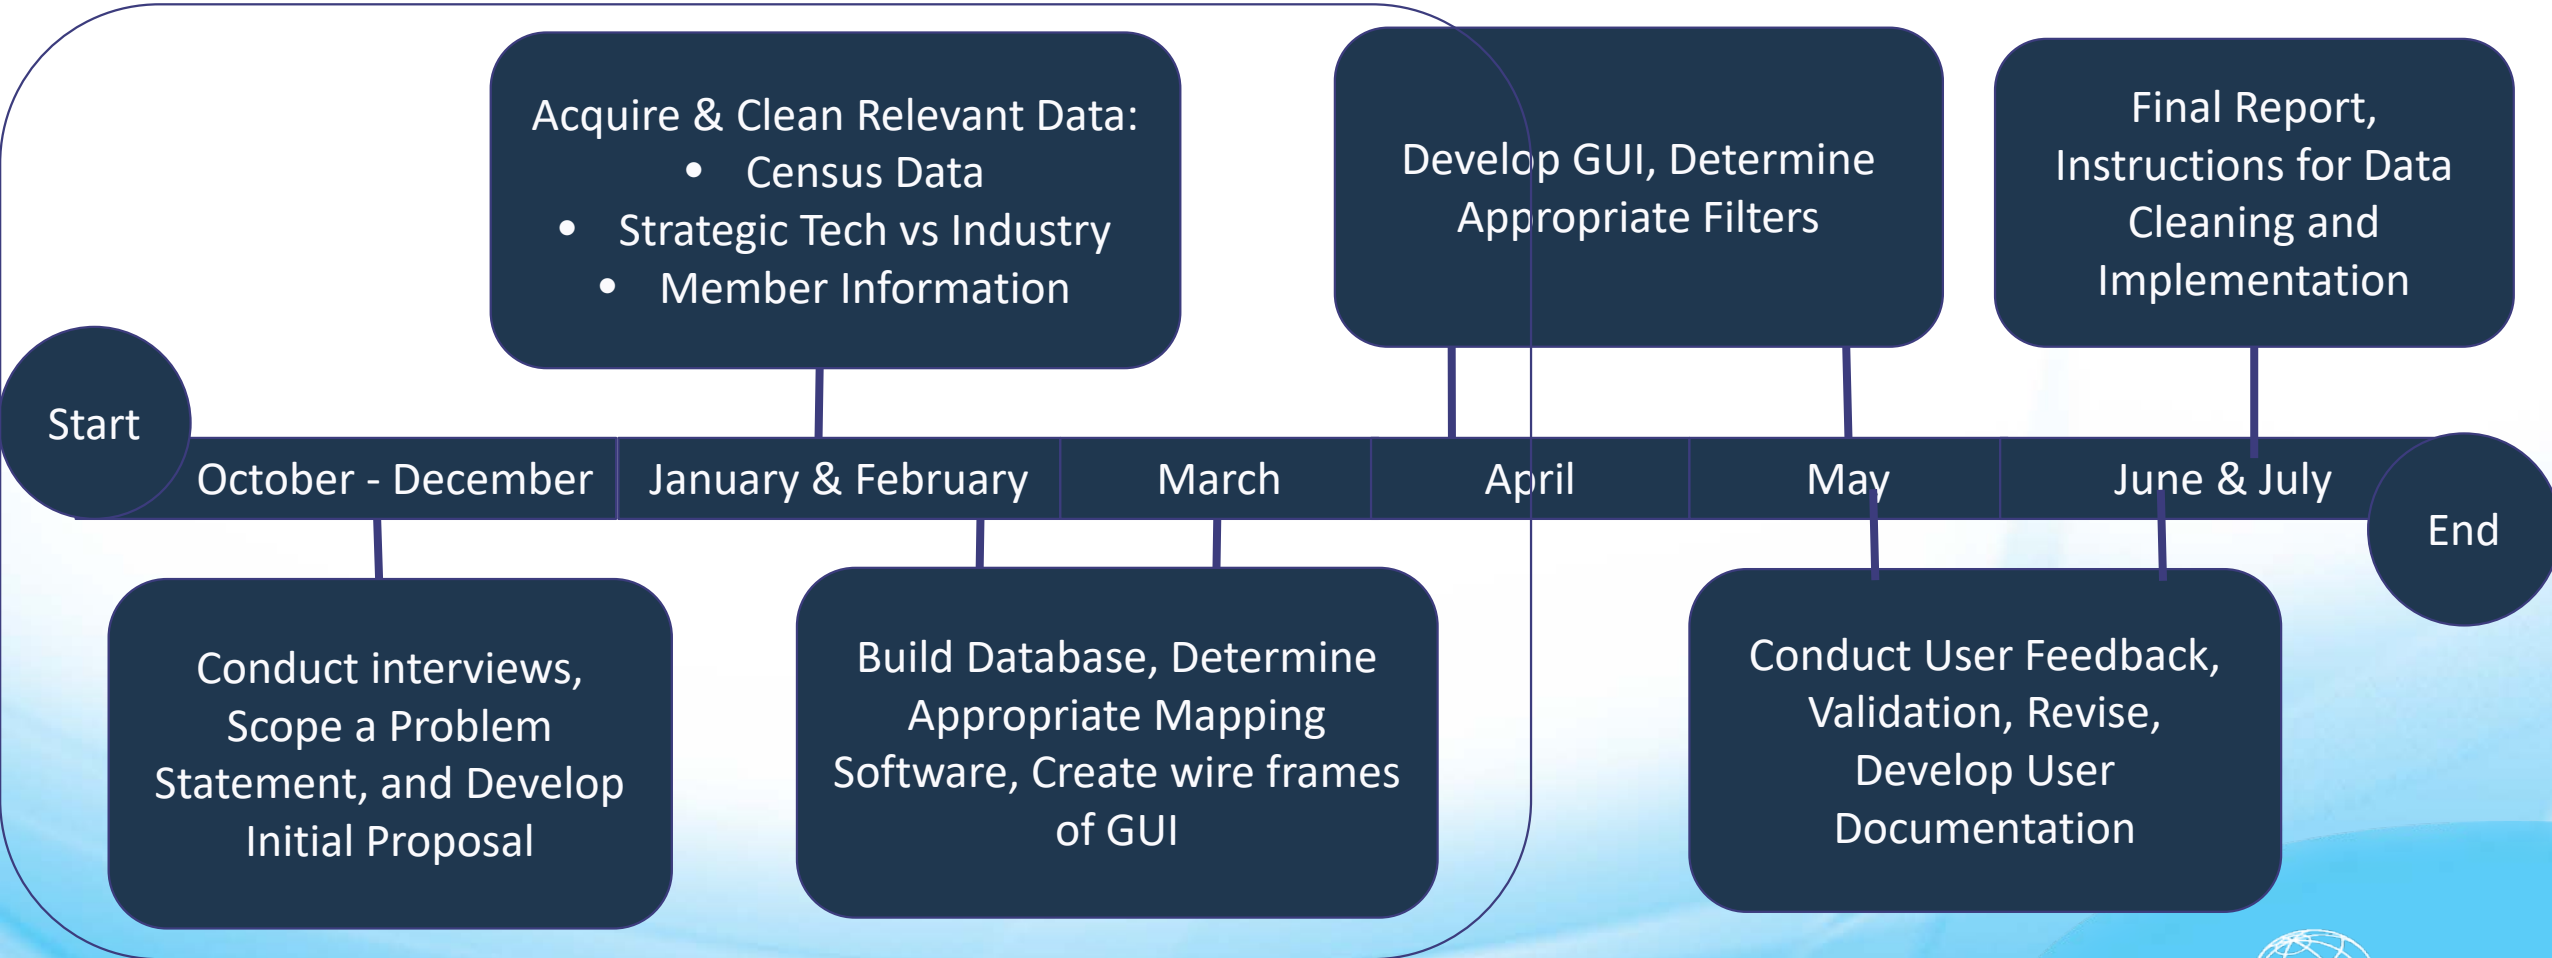 Acquire & Clean Relevant Data:
• Census Data
• Strategic Tech vs Industry
• Member Information
Develop GUI, Determine
Appropriate Filters
Final Report,
Instructions for Data
Cleaning and
Implementation
Start
October - December
January & February
March
April
May
June & July
End
Conduct interviews,
Scope a Problem
Statement, and Develop
Initial Proposal
Build Database, Determine
Appropriate Mapping
Software, Create wire frames
of GUI
Conduct User Feedback,
Validation, Revise,
Develop User
Documentation